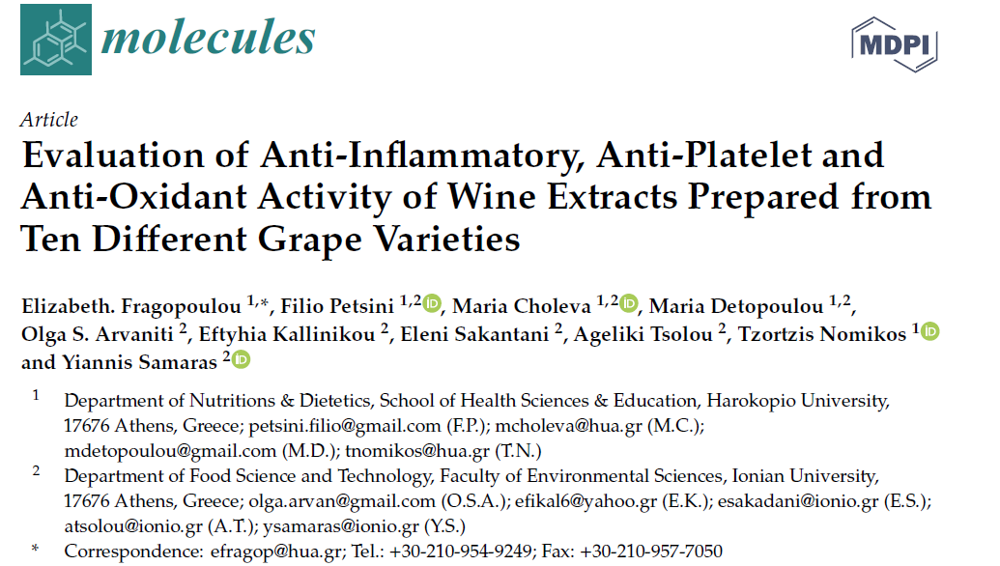 molecules
MDPI
Article
Evaluation of Anti-Inflammatory, Anti-Platelet and
Anti-Oxidant Activity of Wine Extracts Prepared from
Ten Different Grape Varieties
Elizabeth. Fragopoulou 1,*, Filio Petsini 1,2 iD, Maria Choleva 1,2 iD, Maria Detopoulou 1,2,
Olga S. Arvaniti 2, Eftyhia Kallinikou 2, Eleni Sakantani 2, Ageliki Tsolou 2, Tzortzis Nomikos 1 iD
and Yiannis Samaras 2 iD
1 Department of Nutritions & Dietetics, School of Health Sciences & Education, Harokopio University,
17676 Athens, Greece; petsini.filio@gmail.com (F.P.); mcholeva@hua.gr (M.C.);
mdetopoulou@gmail.com (M.D.); tnomikos@hua.gr (T.N.)
2 Department of Food Science and Technology, Faculty of Environmental Sciences, Ionian University,
17676 Athens, Greece; olga.arvan@gmail.com (O.S.A.); efikal6@yahoo.gr (E.K.); esakadani@ionio.gr (E.S.);
atsolou@ionio.gr (A.T.); ysamaras@ionio.gr (Y.S.)
* Correspondence: efragop@hua.gr; Tel.: +30-210-954-9249; Fax: +30-210-957-7050